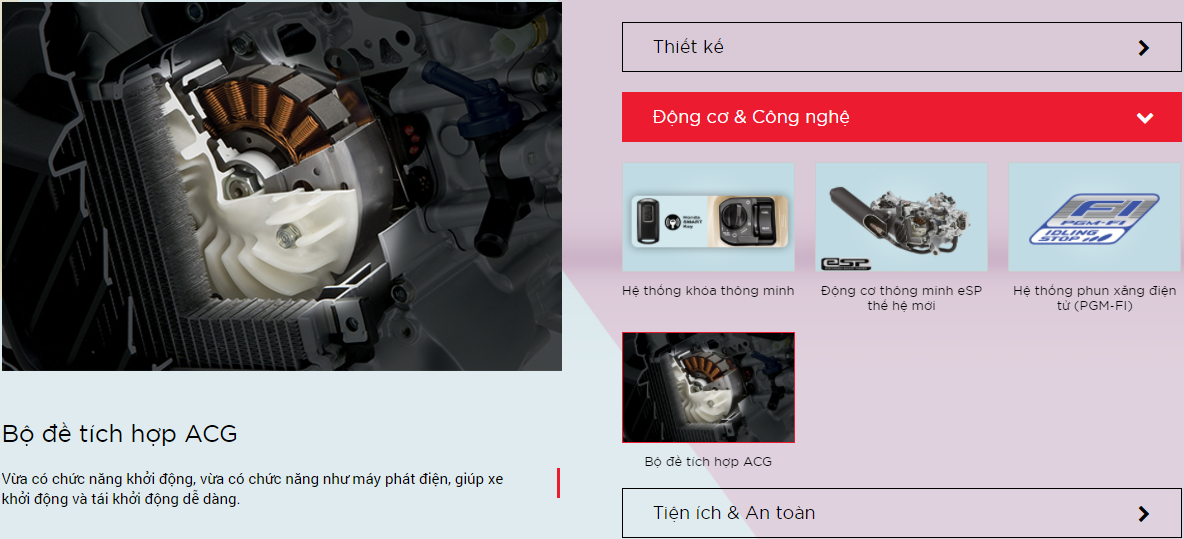 Bộ đề tích hợp ACG
Vừa có chức năng khởi động, vừa có chức năng như máy phát điện, giúp xe
khởi động và tái khởi động dễ dàng.
Thiết kế
Động cơ & Công nghệ
Honda
SMART
Key
Hệ thống khóa thông minh
eSP
Động cơ thông minh eSP
thế hệ mới
FI
PGM-FI
IDLING
STOP
Hệ thống phun xăng điện
tử (PGM-FI)
Bộ đề tích hợp ACG
Tiện ích & An toàn